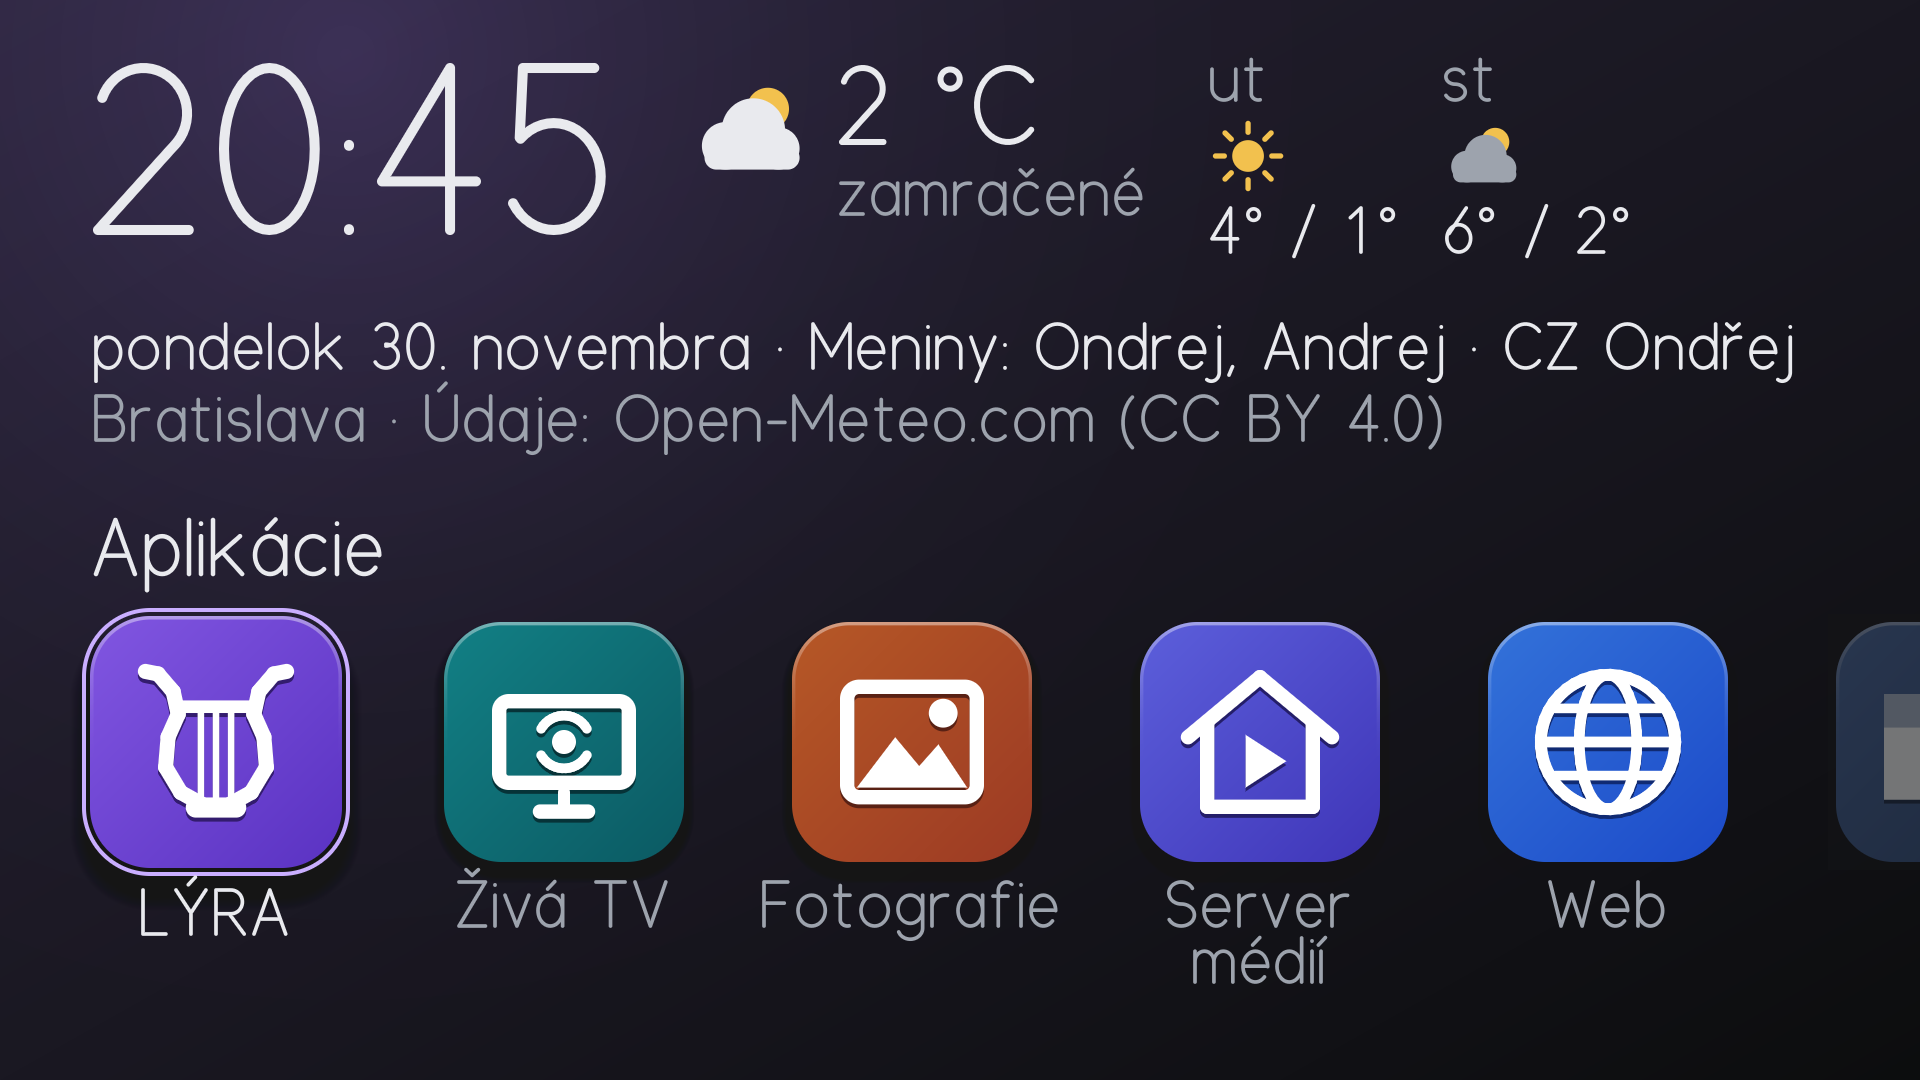 20:45
2 °C
zamračené
ut
4° / 1°
st
6° / 2°
pondelok 30. novembra · Meniny: Ondrej, Andrej · CZ Ondřej
Bratislava · Údaje: Open-Meteo.com (CC BY 4.0)
Aplikácie
LÝRA
Živá TV
Fotografie
Server
médií
Web